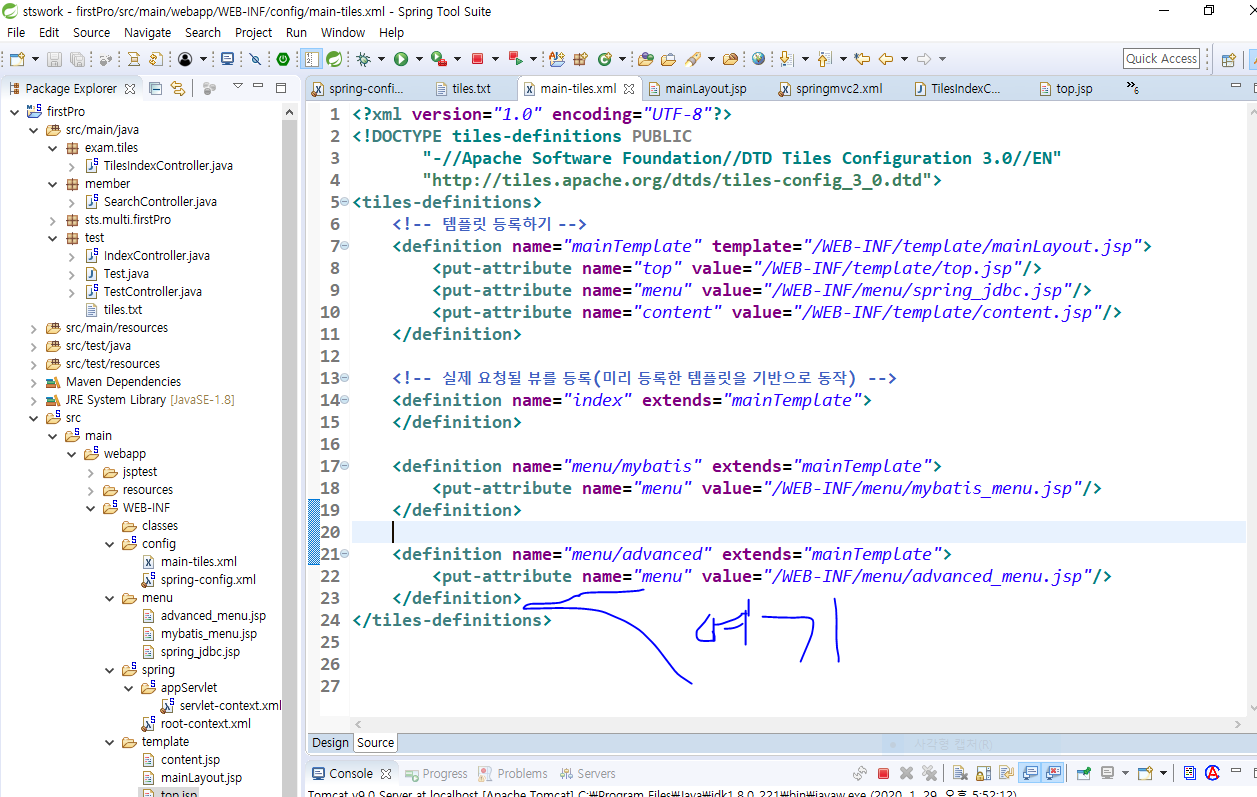 stswork - firstPro/src/main/webapp/WEB-INF/config/main-tiles.xml - Spring Tool Suite
File Edit Source Navigate Search Project Run Window Help
Quick Access
Package Explorer
spring-confi... tiles.txt main-tiles.xml mainLayout.jsp springmvc2.xml TilesIndexC... top.jsp »6
firstPro
src/main/java
exam.tiles
TilesIndexController.java
member
SearchController.java
sts.multi.firstPro
test
IndexController.java
Test.java
TestController.java
tiles.txt
src/main/resources
src/test/java
src/test/resources
Maven Dependencies
JRE System Library [JavaSE-1.8]
src
main
webapp
jsptest
resources
WEB-INF
classes
config
main-tiles.xml
spring-config.xml
menu
advanced_menu.jsp
mybatis_menu.jsp
spring_jdbc.jsp
spring
appServlet
servlet-context.xml
root-context.xml
template
content.jsp
mainLayout.jsp
top.jsp
1 <?xml version="1.0" encoding="UTF-8"?>
2 <!DOCTYPE tiles-definitions PUBLIC
3 "-//Apache Software Foundation//DTD Tiles Configuration 3.0//EN"
4 "http://tiles.apache.org/dtds/tiles-config_3_0.dtd">
5 <tiles-definitions>
6 <!-- 템플릿 등록하기 -->
7 <definition name="mainTemplate" template="/WEB-INF/template/mainLayout.jsp">
8 <put-attribute name="top" value="/WEB-INF/template/top.jsp"/>
9 <put-attribute name="menu" value="/WEB-INF/menu/spring_jdbc.jsp"/>
10 <put-attribute name="content" value="/WEB-INF/template/content.jsp"/>
11 </definition>
12
13 <!-- 실제 요청될 뷰를 등록(미리 등록한 템플릿을 기반으로 동작) -->
14 <definition name="index" extends="mainTemplate">
15 </definition>
16
17 <definition name="menu/mybatis" extends="mainTemplate">
18 <put-attribute name="menu" value="/WEB-INF/menu/mybatis_menu.jsp"/>
19 </definition>
20
21 <definition name="menu/advanced" extends="mainTemplate">
22 <put-attribute name="menu" value="/WEB-INF/menu/advanced_menu.jsp"/>
23 </definition>
24 </tiles-definitions>
25
26
27
여기
Design Source
사각형 캡처(R)
Console Progress Problems Servers
Tomcat v9.0 Server at localhost [Apache Tomcat] C:₩Program Files₩Java₩jdk1.8.0_221₩bin₩javaw.exe (2020. 1. 29. 오후 5:52:12)